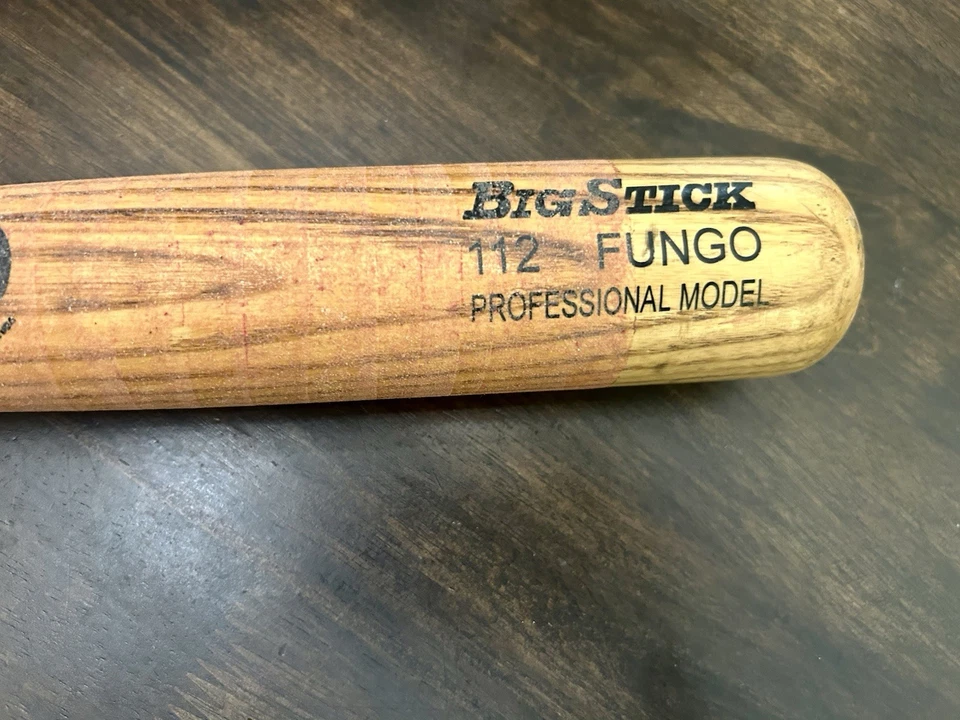 BIGSTICK
112 FUNGO
PROFESSIONAL MODEL